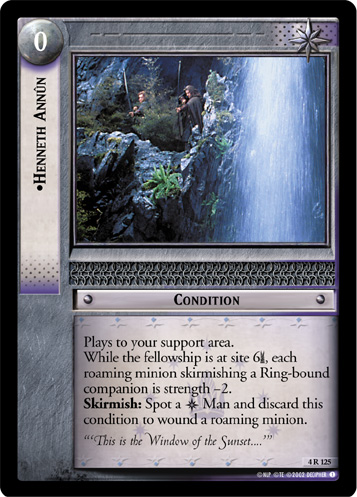 0
•HENNETH ANNÛN
CONDITION
Plays to your support area.
While the fellowship is at site 6, each
roaming minion skirmishing a Ring-bound
companion is strength –2.
Skirmish: Spot a Man and discard this
condition to wound a roaming minion.
“‘This is the Window of the Sunset....’”
4 R 125
©NLP ©TE ©2002 DECIPHER